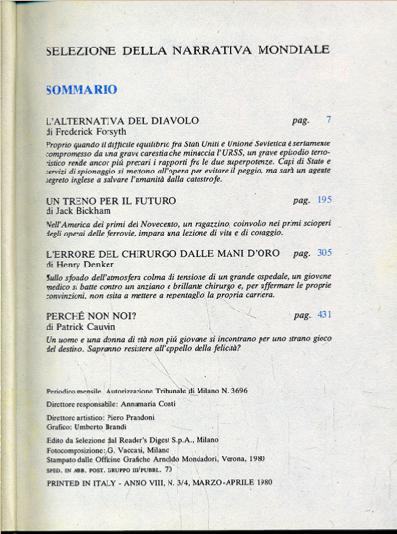 SELEZIONE DELLA NARRATIVA MONDIALE
SOMMARIO
L'ALTERNATIVA DEL DIAVOLO pag. 7
di Frederick Forsyth
Proprio quando il difficile equilibrio fra Stati Uniti e Unione Sovietica è seriamente
compromesso da una grave carestia che minaccia l'URSS, un grave episodio terro-
ristico rende ancor più precari i rapporti fra le due superpotenze. Capi di Stato e
servizi di spionaggio si mettono all'opera per evitare il peggio, ma sarà un agente
segreto inglese a salvare l'umanità dalla catastrofe.
UN TRENO PER IL FUTURO pag. 195
di Jack Bickham
Nell'America dei primi del Novecento, un ragazzino, coinvolto nei primi scioperi
degli operai delle ferrovie, impara una lezione di vita e di coraggio.
L'ERRORE DEL CHIRURGO DALLE MANI D'ORO pag. 305
di Henry Denker
Sullo sfondo dell'atmosfera colma di tensione di un grande ospedale, un giovane
medico si batte contro un anziano e brillante chirurgo e, per affermare le proprie
convinzioni, non esita a mettere a repentaglio la propria carriera.
PERCHÉ NON NOI? pag. 431
di Patrick Cauvin
Un uomo e una donna di età non più giovane si incontrano per uno strano gioco
del destino. Sapranno resistere all'appello della felicità?
Periodico mensile. Autorizzazione Tribunale di Milano N. 3696
Direttore responsabile: Annamaria Conti
Direttore artistico: Piero Prandoni
Grafico: Umberto Brandi
Edito da Selezione dal Reader's Digest S.p.A., Milano
Fotocomposizione: G. Vaccasi, Milano
Stampato dalle Officine Grafiche Arnoldo Mondadori, Verona, 1980
SPED. IN ABB. POST. GRUPPO III/PUBBL. 70
PRINTED IN ITALY - ANNO VIII, N. 3/4, MARZO-APRILE 1980